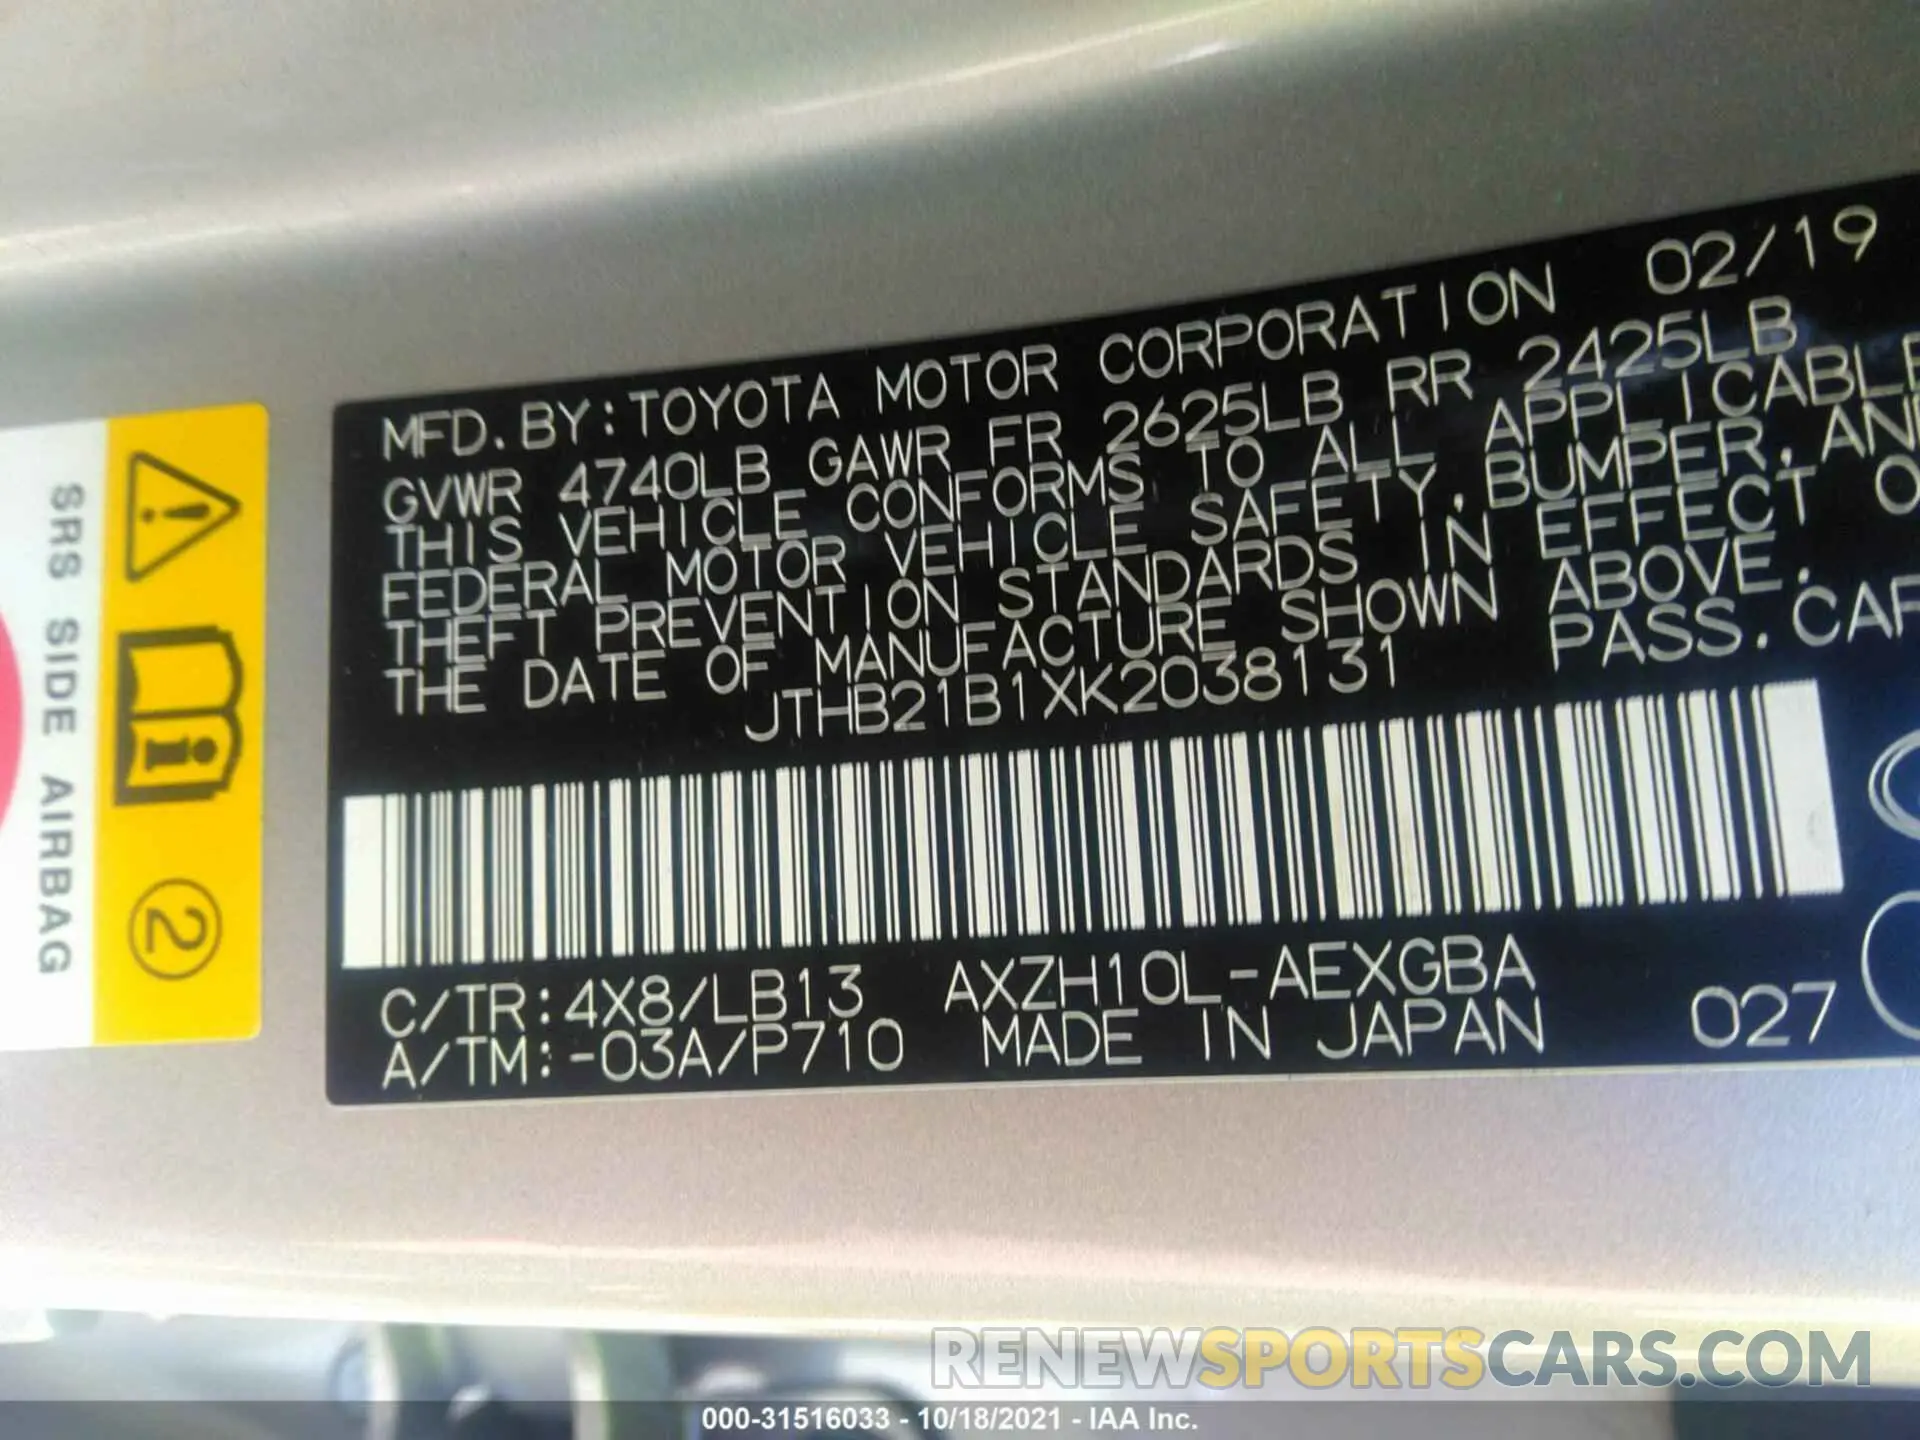 MFD. BY: TOYOTA MOTOR CORPORATION 02/19
GVWR 4740LB GAWR FR 2625LB RR 2425LB
THIS VEHICLE CONFORMS TO ALL APPLICABLE
FEDERAL MOTOR VEHICLE SAFETY, BUMPER, AND
THEFT PREVENTION STANDARDS IN EFFECT O
THE DATE OF MANUFACTURE SHOWN ABOVE.
JTHB21B1XK2038131 PASS. CAR
C/TR: 4X8/LB13 AXZH10L-AEXGBA
A/TM: -03A/P710 MADE IN JAPAN 027
SRS SIDE AIRBAG
2
RENEWSPORTSCARS.COM
000-31516033 - 10/18/2021 - IAA Inc.